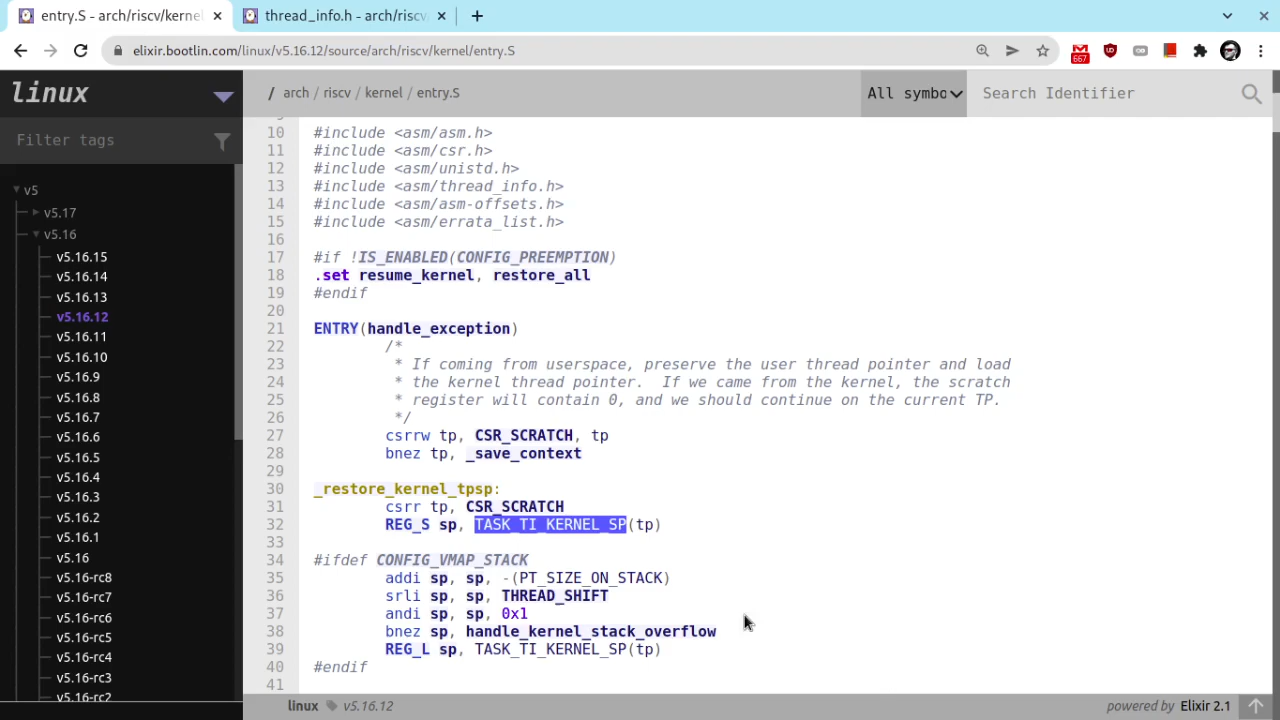 entry.S - arch/riscv/kerne
thread_info.h - arch/riscv/
elixir.bootlin.com/linux/v5.16.12/source/arch/riscv/kernel/entry.S
667
linux
/ arch / riscv / kernel / entry.S
All symbo
Search Identifier
Filter tags
v5
v5.17
v5.16
v5.16.15
v5.16.14
v5.16.13
v5.16.12
v5.16.11
v5.16.10
v5.16.9
v5.16.8
v5.16.7
v5.16.6
v5.16.5
v5.16.4
v5.16.3
v5.16.2
v5.16.1
v5.16
v5.16-rc8
v5.16-rc7
v5.16-rc6
v5.16-rc5
v5.16-rc4
v5.16-rc3
v5.16-rc2
10 #include <asm/asm.h>
11 #include <asm/csr.h>
12 #include <asm/unistd.h>
13 #include <asm/thread_info.h>
14 #include <asm/asm-offsets.h>
15 #include <asm/errata_list.h>
16
17 #if !IS_ENABLED(CONFIG_PREEMPTION)
18 .set resume_kernel, restore_all
19 #endif
20
21 ENTRY(handle_exception)
22 /*
23 * If coming from userspace, preserve the user thread pointer and load
24 * the kernel thread pointer.  If we came from the kernel, the scratch
25 * register will contain 0, and we should continue on the current TP.
26 */
27 csrrw tp, CSR_SCRATCH, tp
28 bnez tp, _save_context
29
30 _restore_kernel_tpsp:
31 csrr tp, CSR_SCRATCH
32 REG_S sp, TASK_TI_KERNEL_SP(tp)
33
34 #ifdef CONFIG_VMAP_STACK
35 addi sp, sp, -(PT_SIZE_ON_STACK)
36 srli sp, sp, THREAD_SHIFT
37 andi sp, sp, 0x1
38 bnez sp, handle_kernel_stack_overflow
39 REG_L sp, TASK_TI_KERNEL_SP(tp)
40 #endif
41
linux v5.16.12
powered by Elixir 2.1